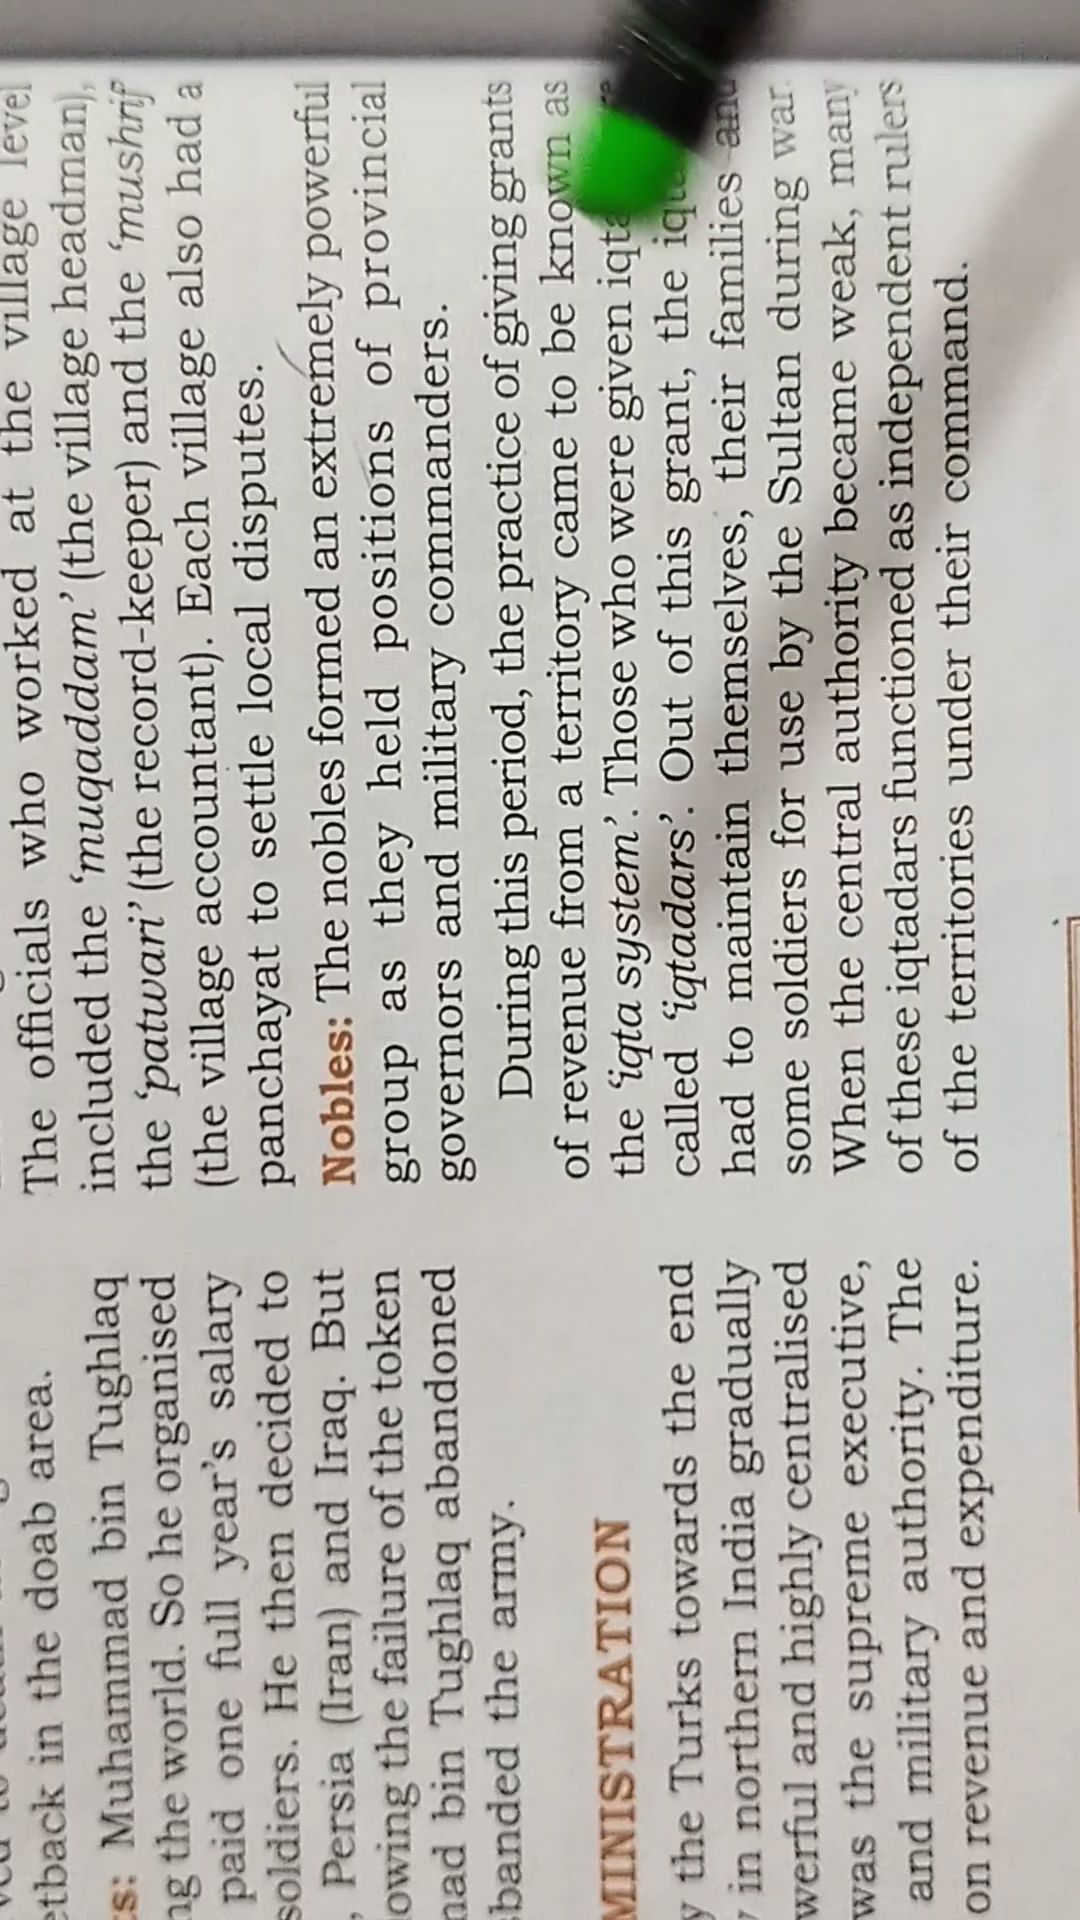 etback in the doab area.
ts: Muhammad bin Tughlaq
ng the world. So he organised
paid one full year's salary
soldiers. He then decided to
, Persia (Iran) and Iraq. But
lowing the failure of the token
mad bin Tughlaq abandoned
sbanded the army.
MINISTRATION
y the Turks towards the end
y in northern India gradually
werful and highly centralised
was the supreme executive,
and military authority. The
on revenue and expenditure.
The officials who worked at the village level
included the 'muqaddam' (the village headman),
the 'patwari' (the record-keeper) and the 'mushrif'
(the village accountant). Each village also had a
panchayat to settle local disputes.
Nobles: The nobles formed an extremely powerful
group as they held positions of provincial
governors and military commanders.
During this period, the practice of giving grants
of revenue from a territory came to be known as
the 'iqta system'. Those who were given
called 'iqtadars'. Out of this grant, the
had to maintain themselves, their families and
some soldiers for use by the Sultan during war.
When the central authority became weak, many
of these iqtadars functioned as independent rulers
of the territories under their command.